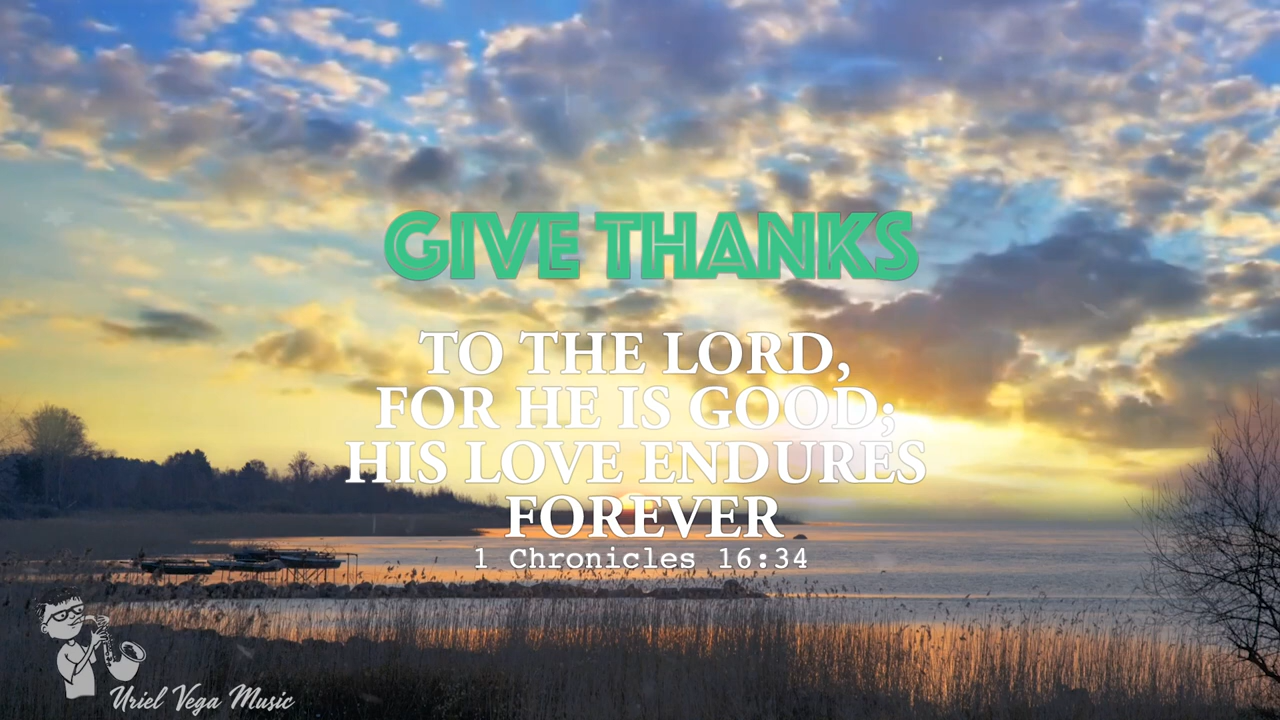 GIVE THANKS
TO THE LORD,
FOR HE IS GOOD;
HIS LOVE ENDURES
FOREVER
1 Chronicles 16:34
Uriel Vega Music